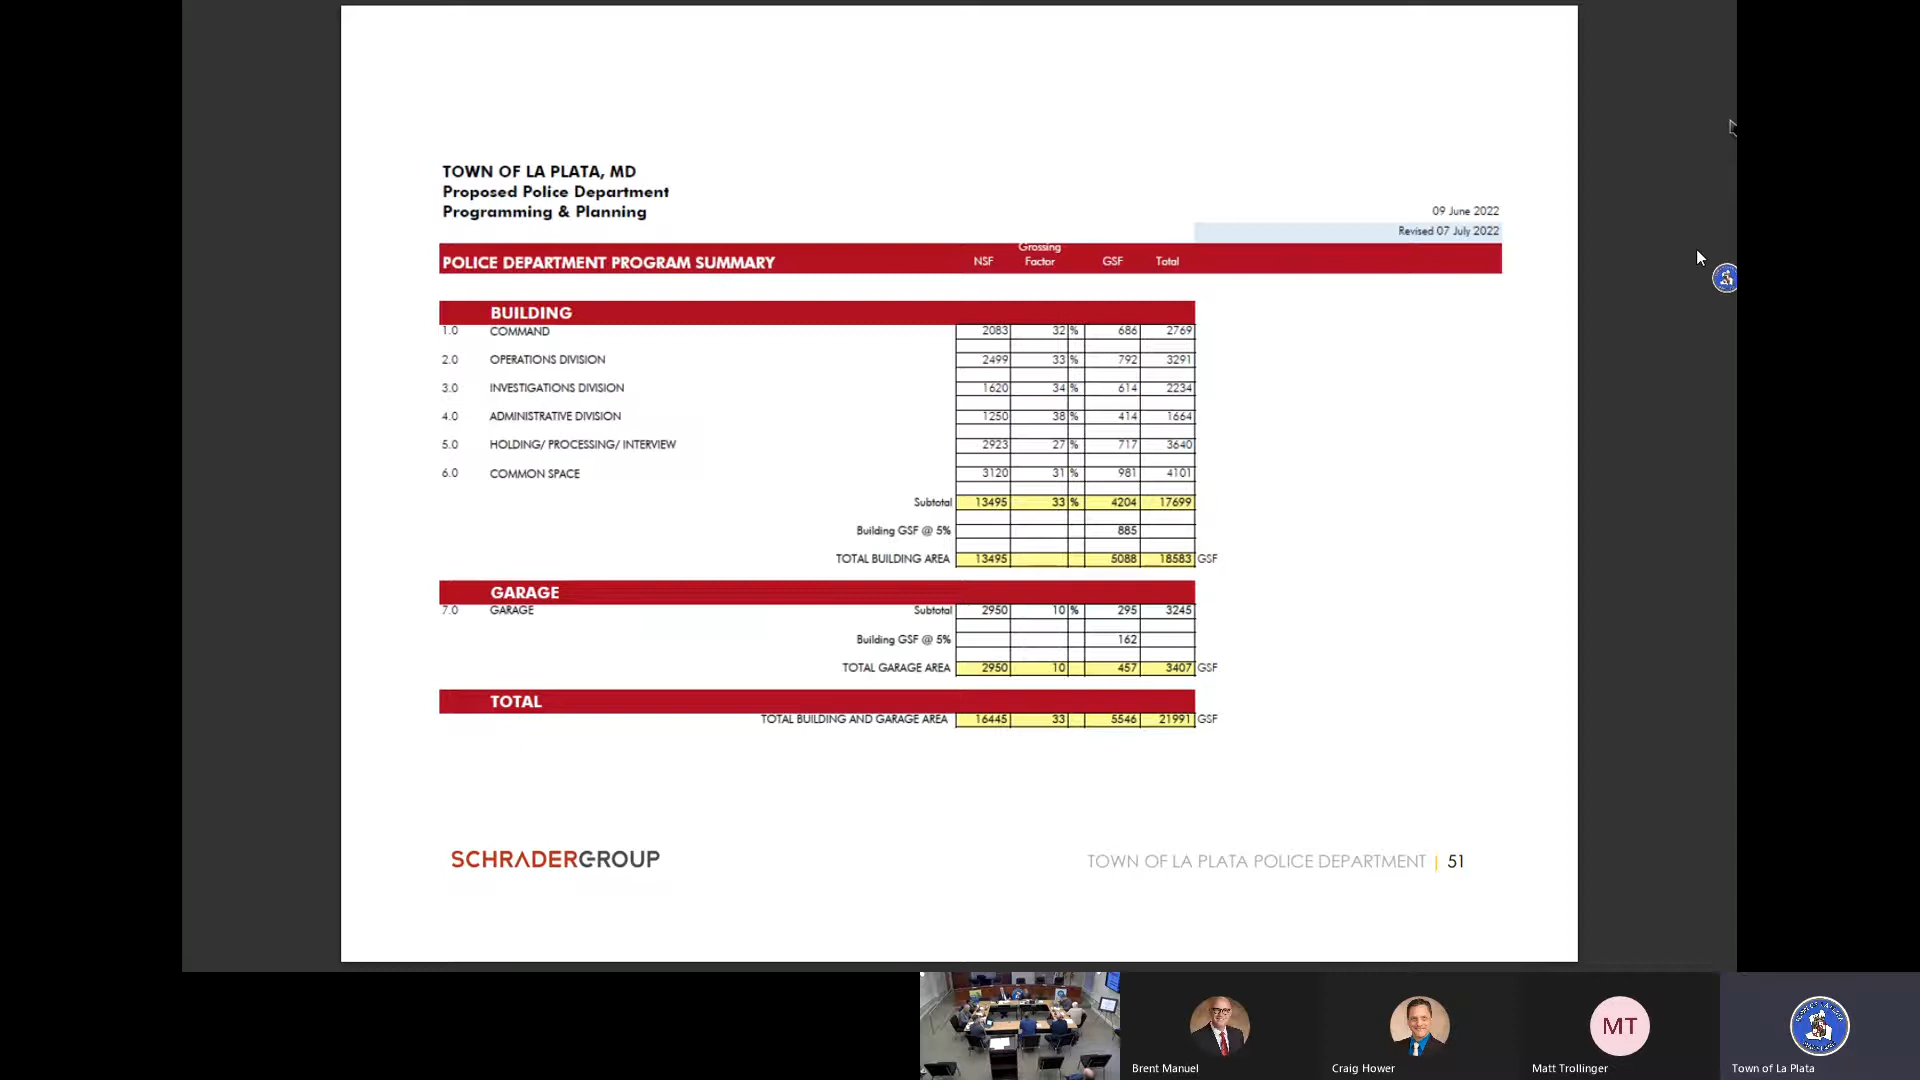 TOWN OF LA PLATA, MD
Proposed Police Department
Programming & Planning
09 June 2022
Revised 07 July 2022
POLICE DEPARTMENT PROGRAM SUMMARY NSF Grossing Factor GSF Total
BUILDING
1.0 COMMAND 2083 32 % 686 2769
2.0 OPERATIONS DIVISION 2499 33 % 792 3291
3.0 INVESTIGATIONS DIVISION 1620 34 % 614 2234
4.0 ADMINISTRATIVE DIVISION 1250 38 % 414 1664
5.0 HOLDING/ PROCESSING/ INTERVIEW 2923 27 % 717 3640
6.0 COMMON SPACE 3120 31 % 981 4101
Subtotal 13495 33 % 4204 17699
Building GSF @ 5% 885
TOTAL BUILDING AREA 13495 5088 18583 GSF
GARAGE
7.0 GARAGE Subtotal 2950 10 % 295 3245
Building GSF @ 5% 162
TOTAL GARAGE AREA 2950 10 457 3407 GSF
TOTAL
TOTAL BUILDING AND GARAGE AREA 16445 33 5546 21991 GSF
SCHRADERGROUP
TOWN OF LA PLATA POLICE DEPARTMENT | 51
MT
Brent Manuel
Craig Hower
Matt Trollinger
Town of La Plata